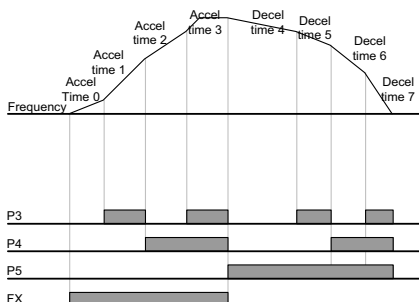 Accel
Time 0
Accel
time 1
Accel
time 2
Accel
time 3
Decel
time 4
Decel
time 5
Decel
time 6
Decel
time 7
Frequency
P3
P4
P5
FX